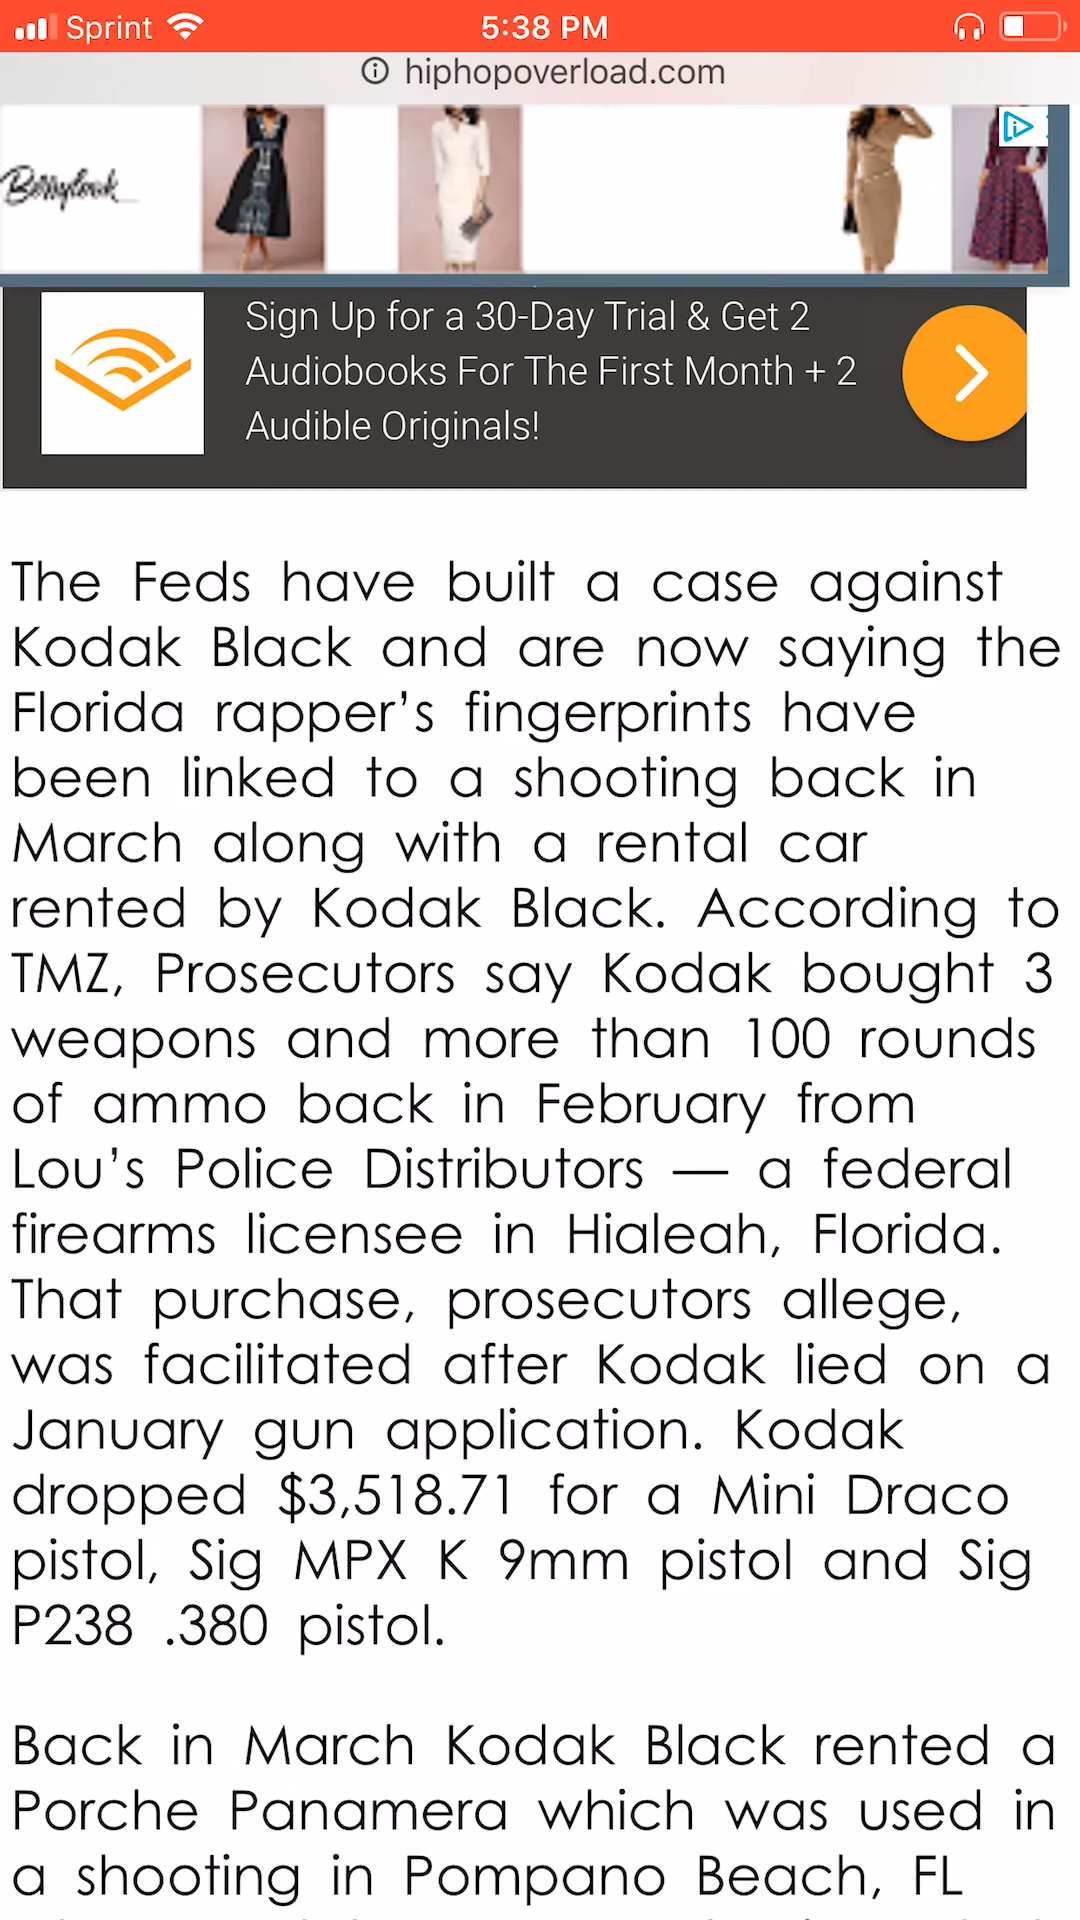 Sprint
5:38 PM
hiphopoverload.com
Berrylook
Sign Up for a 30-Day Trial & Get 2
Audiobooks For The First Month + 2
Audible Originals!
The Feds have built a case against
Kodak Black and are now saying the
Florida rapper’s fingerprints have
been linked to a shooting back in
March along with a rental car
rented by Kodak Black. According to
TMZ, Prosecutors say Kodak bought 3
weapons and more than 100 rounds
of ammo back in February from
Lou’s Police Distributors — a federal
firearms licensee in Hialeah, Florida.
That purchase, prosecutors allege,
was facilitated after Kodak lied on a
January gun application. Kodak
dropped $3,518.71 for a Mini Draco
pistol, Sig MPX K 9mm pistol and Sig
P238 .380 pistol.
Back in March Kodak Black rented a
Porche Panamera which was used in
a shooting in Pompano Beach, FL